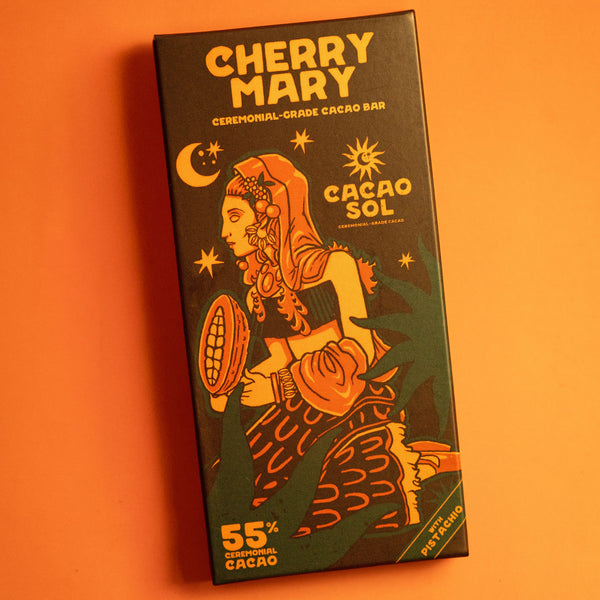 CHERRY
MARY
CEREMONIAL-GRADE CACAO BAR
CACAO
SOL
CEREMONIAL-GRADE CACAO
55%
CEREMONIAL
CACAO
WITH
PISTACHIO